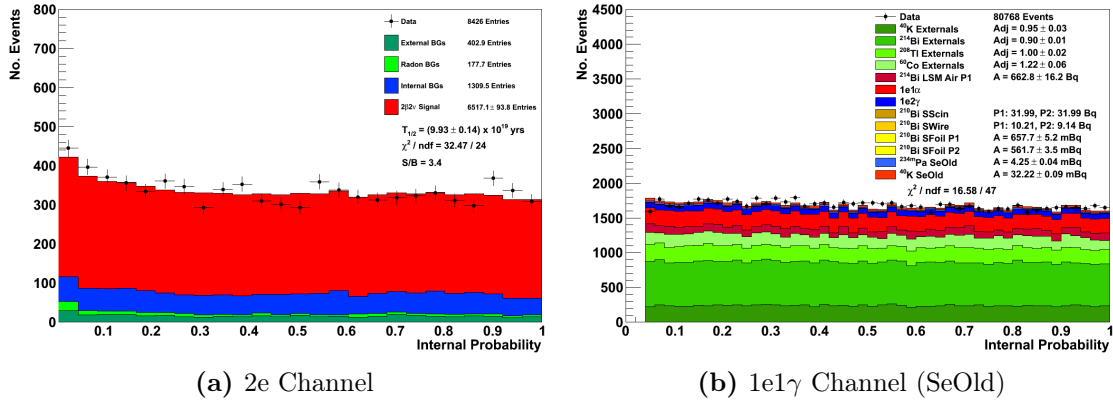 No. Events
800
700
600
500
400
300
200
100
0
0.1 0.2 0.3 0.4 0.5 0.6 0.7 0.8 0.9 1
Internal Probability
Data 8426 Entries
External BGs 402.9 Entries
Radon BGs 177.7 Entries
Internal BGs 1309.5 Entries
2β2ν Signal 6517.1 ± 93.8 Entries
T1/2 = (9.93 ± 0.14) x 10^19 yrs
χ² / ndf = 32.47 / 24
S/B = 3.4
(a) 2e Channel
No. Events
4500
4000
3500
3000
2500
2000
1500
1000
500
0
0 0.1 0.2 0.3 0.4 0.5 0.6 0.7 0.8 0.9 1
Internal Probability
Data 80768 Events
⁴⁰K Externals Adj = 0.95 ± 0.03
²¹⁴Bi Externals Adj = 0.90 ± 0.01
²⁰⁸Tl Externals Adj = 1.00 ± 0.02
⁶⁰Co Externals Adj = 1.22 ± 0.06
²¹⁴Bi LSM Air P1 A = 662.8 ± 16.2 Bq
1e1α
1e2γ
²¹⁰Bi SScin P1: 31.99, P2: 31.99 Bq
²¹⁰Bi SWire P1: 10.21, P2: 9.14 Bq
²¹⁰Bi SFoil P1 A = 657.7 ± 5.2 mBq
²¹⁰Bi SFoil P2 A = 561.7 ± 3.5 mBq
²³⁴ᵐPa SeOld A = 4.25 ± 0.04 mBq
⁴⁰K SeOld A = 32.22 ± 0.09 mBq
χ² / ndf = 16.58 / 47
(b) 1e1γ Channel (SeOld)